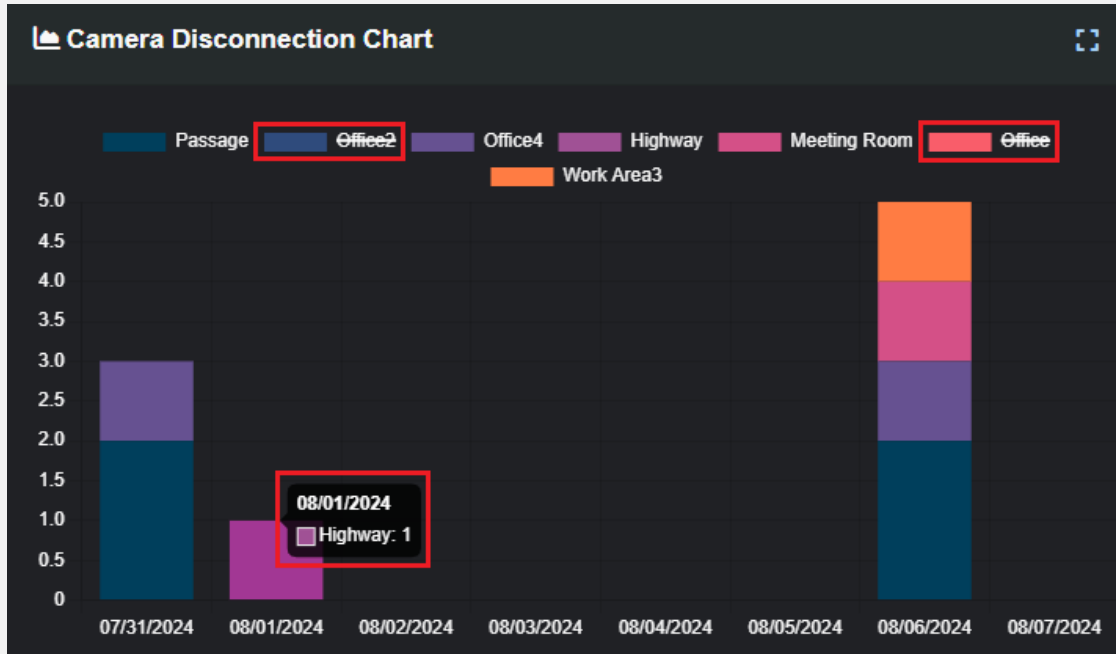 Camera Disconnection Chart
Passage Office2 Office4 Highway Meeting Room Office
Work Area3
5.0
4.5
4.0
3.5
3.0
2.5
2.0
1.5
08/01/2024
1.0
Highway: 1
0.5
0
07/31/2024 08/01/2024 08/02/2024 08/03/2024 08/04/2024 08/05/2024 08/06/2024 08/07/2024